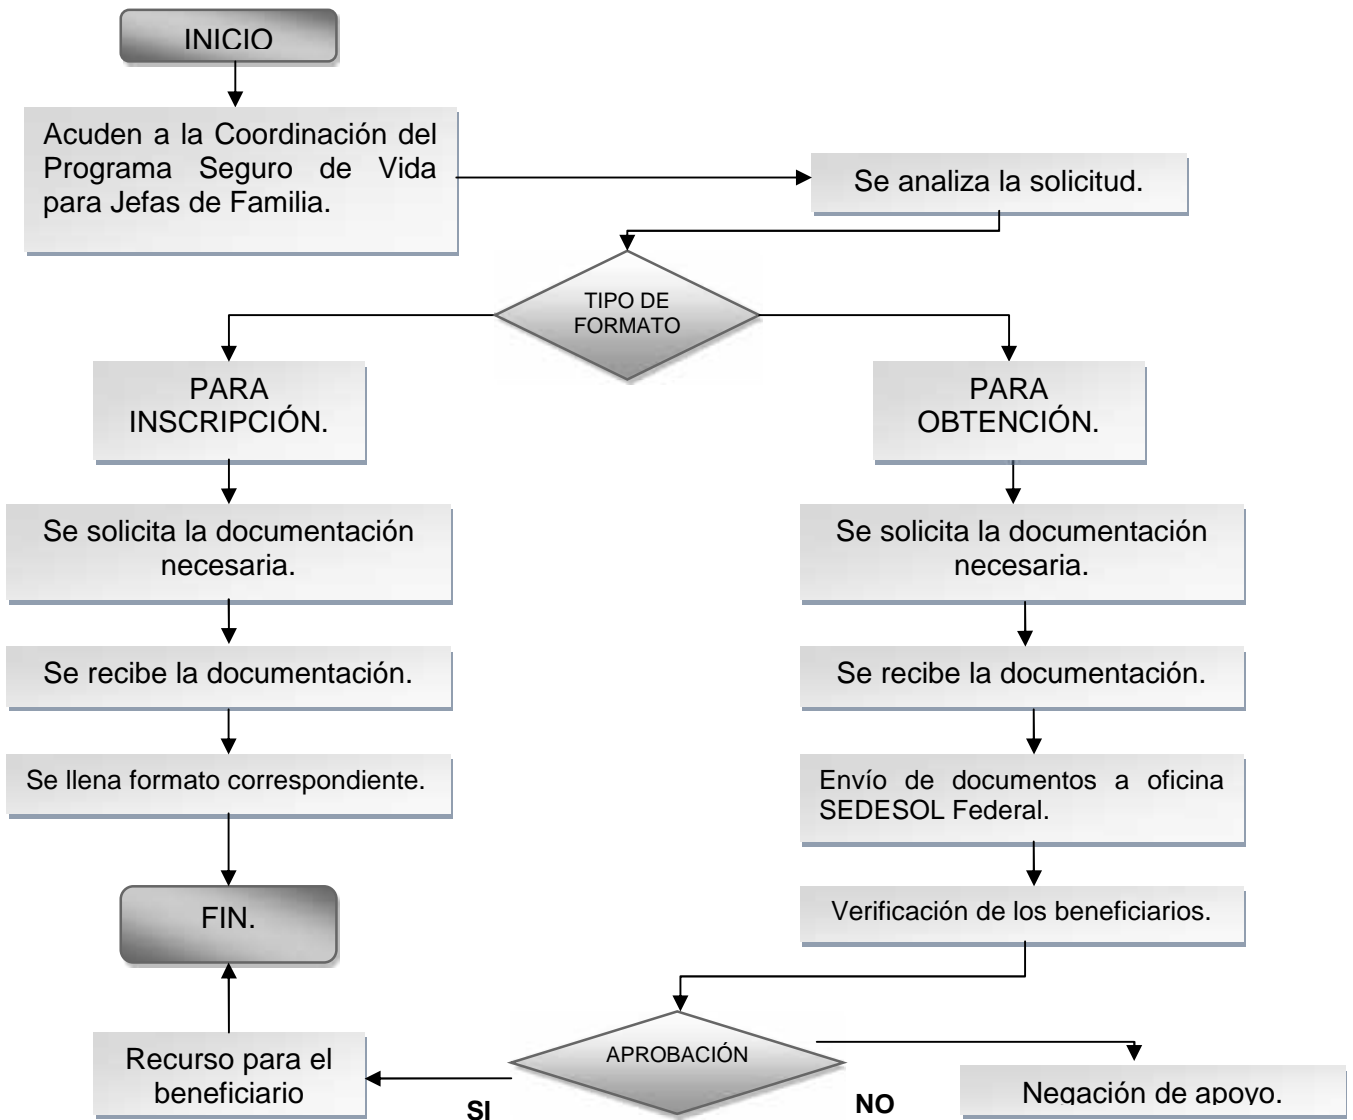 INICIO
Acuden a la Coordinación del
Programa Seguro de Vida
para Jefas de Familia.
Se analiza la solicitud.
TIPO DE
FORMATO
PARA
INSCRIPCIÓN.
PARA
OBTENCIÓN.
Se solicita la documentación
necesaria.
Se solicita la documentación
necesaria.
Se recibe la documentación.
Se recibe la documentación.
Se llena formato correspondiente.
Envío de documentos a oficina
SEDESOL Federal.
FIN.
Verificación de los beneficiarios.
APROBACIÓN
Recurso para el
beneficiario
SI
NO
Negación de apoyo.